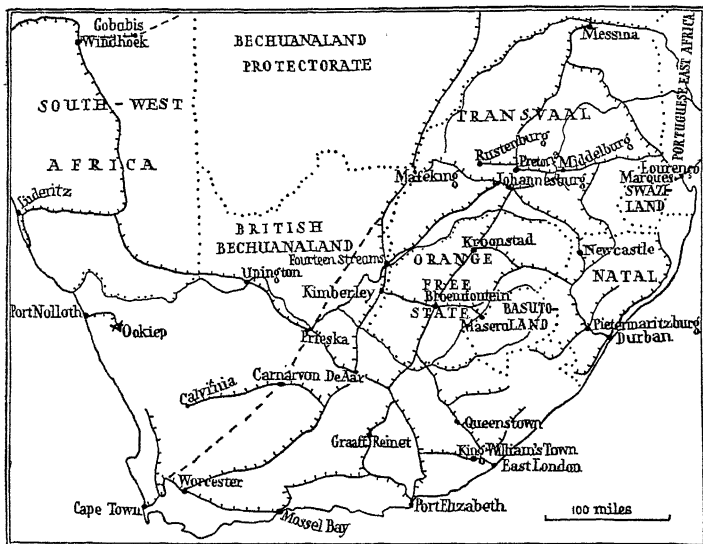 Gobabis
Windhoek
BECHUANALAND
PROTECTORATE
Messina
PORTUGUESE EAST AFRICA
SOUTH-WEST
AFRICA
TRANSVAAL
Rustenburg
Pretoria
Middelburg
Lourenço
Marques
Mafeking
Johannesburg
SWAZI-
LAND
Luderitz
BRITISH
BECHUANALAND
Fourteen Streams
ORANGE
Kroonstad
Newcastle
NATAL
Upington
Kimberley
FREE
Bloemfontein
STATE
BASUTO-
Maseru
LAND
Port Nolloth
Ookiep
Prieska
Pietermaritzburg
Durban
Calvinia
Carnarvon
De Aar
Queenstown
Graaff Reinet
King William's Town
East London
Worcester
Cape Town
Mossel Bay
Port Elizabeth
100 miles